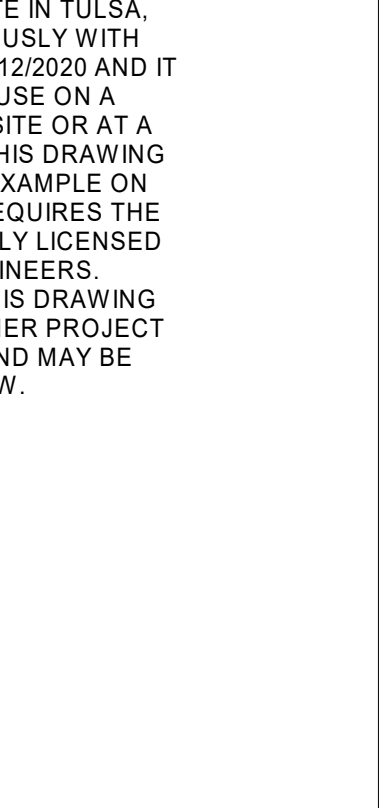 TE IN TULSA,
USLY WITH
12/2020 AND IT
USE ON A
SITE OR AT A
HIS DRAWING
XAMPLE ON
EQUIRES THE
LY LICENSED
INEERS.
IS DRAWING
HER PROJECT
ND MAY BE
W.